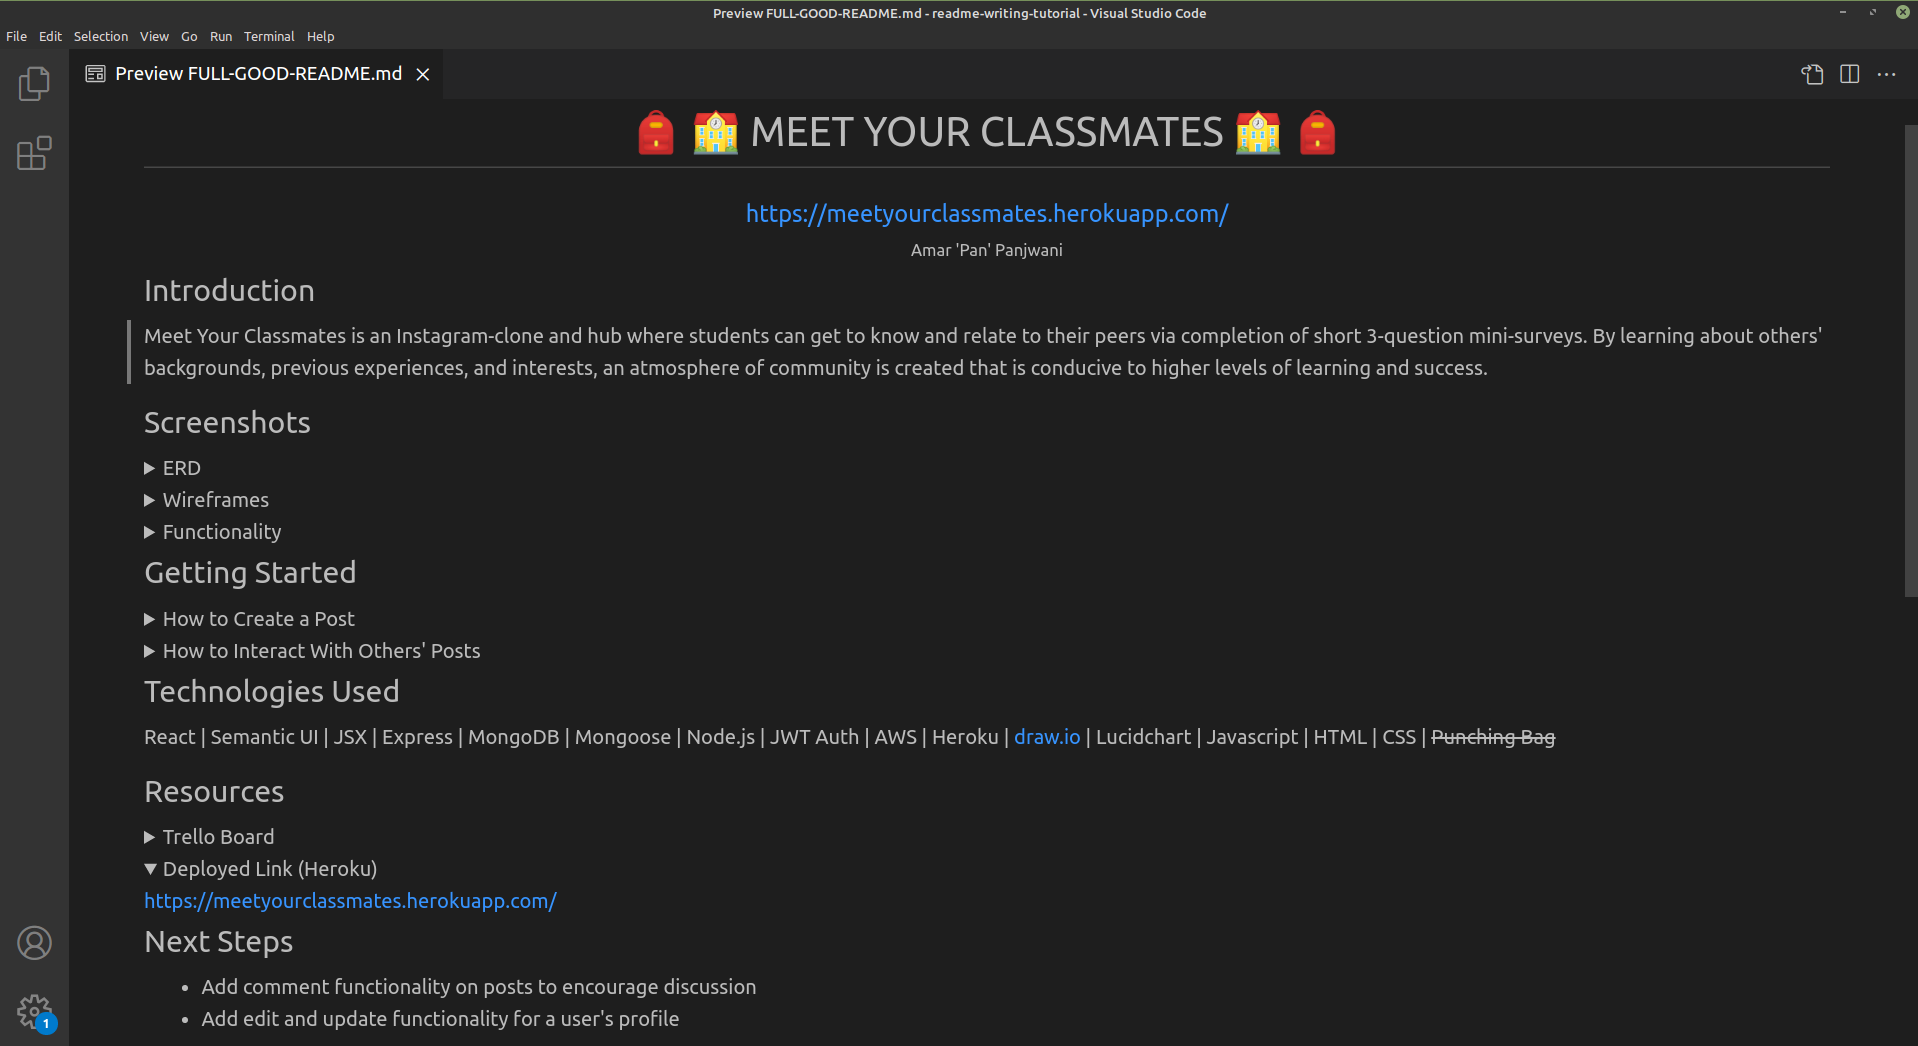 Preview FULL-GOOD-README.md - readme-writing-tutorial - Visual Studio Code
File Edit Selection View Go Run Terminal Help
Preview FULL-GOOD-README.md
MEET YOUR CLASSMATES
https://meetyourclassmates.herokuapp.com/
Amar 'Pan' Panjwani
Introduction
Meet Your Classmates is an Instagram-clone and hub where students can get to know and relate to their peers via completion of short 3-question mini-surveys. By learning about others'
backgrounds, previous experiences, and interests, an atmosphere of community is created that is conducive to higher levels of learning and success.
Screenshots
ERD
Wireframes
Functionality
Getting Started
How to Create a Post
How to Interact With Others' Posts
Technologies Used
React | Semantic UI | JSX | Express | MongoDB | Mongoose | Node.js | JWT Auth | AWS | Heroku | draw.io | Lucidchart | Javascript | HTML | CSS | Punching Bag
Resources
Trello Board
Deployed Link (Heroku)
https://meetyourclassmates.herokuapp.com/
Next Steps
• Add comment functionality on posts to encourage discussion
• Add edit and update functionality for a user's profile
1